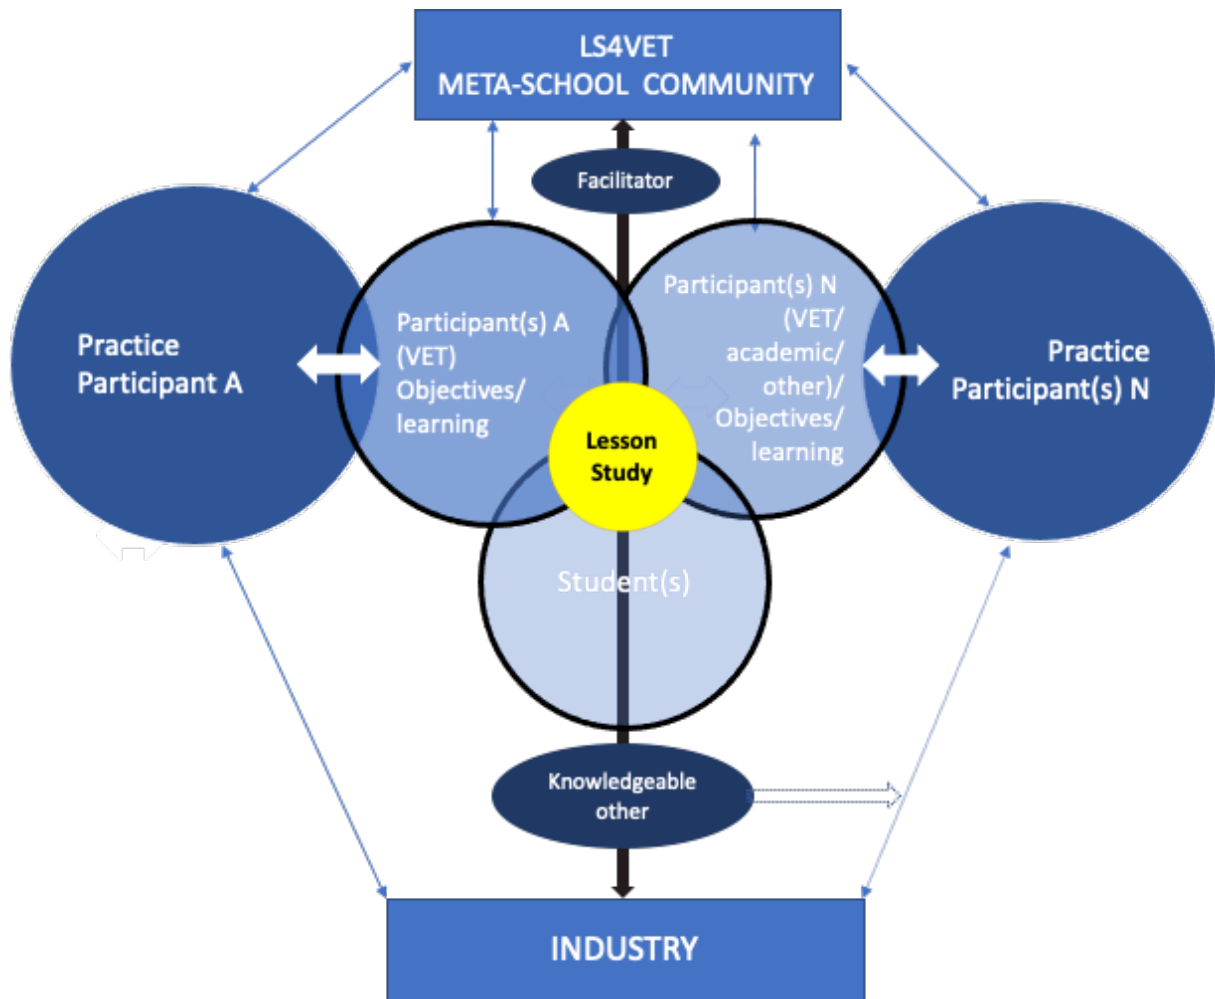 LS4VET
META-SCHOOL COMMUNITY
Facilitator
Practice
Participant A
Participant(s) A
(VET)
Objectives/
learning
Participant(s) N
(VET/
academic/
other)/
Objectives/
learning
Practice
Participant(s) N
Lesson
Study
Student(s)
Knowledgeable
other
INDUSTRY